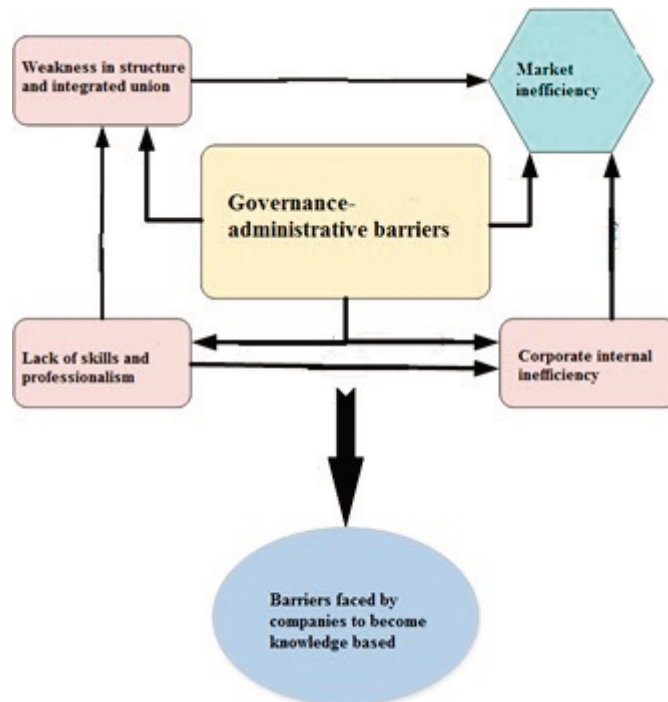 Weakness in structure
and integrated union
Market
inefficiency
Governance-
administrative barriers
Lack of skills and
professionalism
Corporate internal
inefficiency
Barriers faced by
companies to become
knowledge based